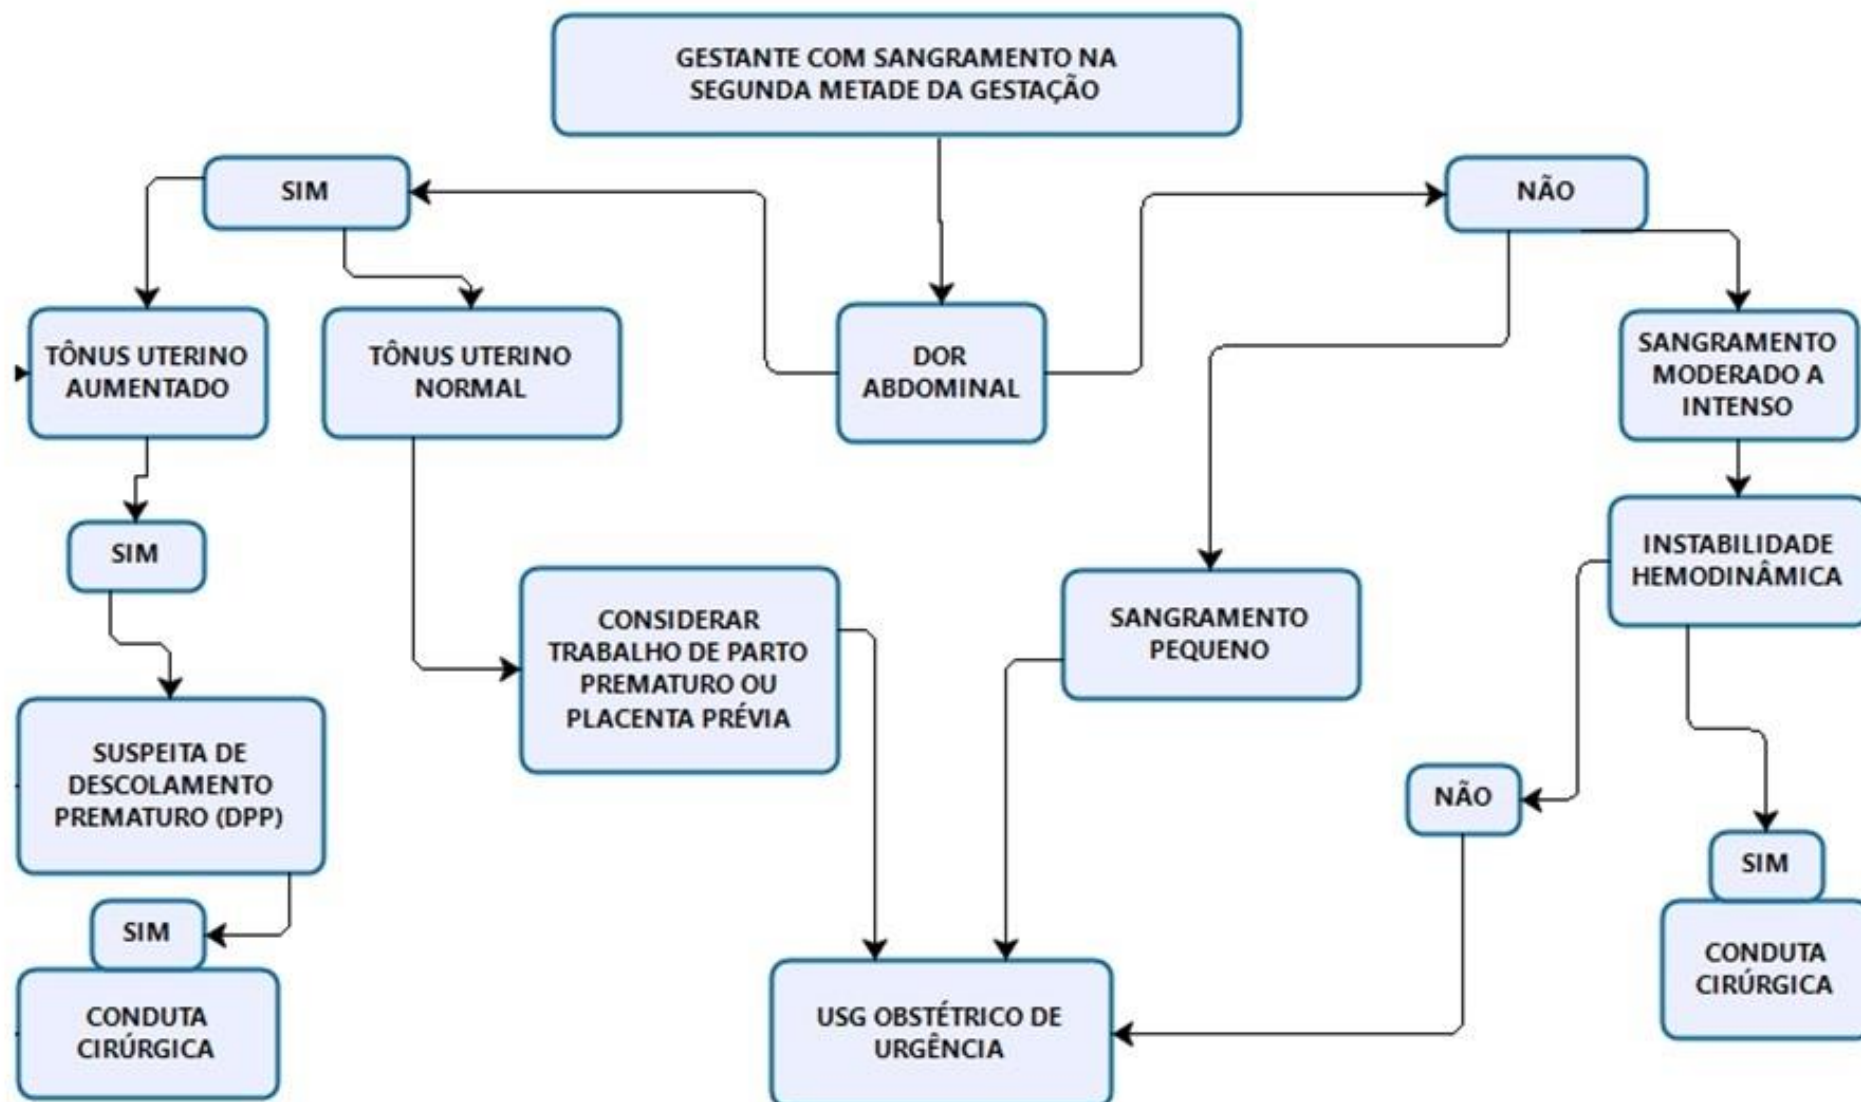 GESTANTE COM SANGRAMENTO NA
SEGUNDA METADE DA GESTAÇÃO
SIM
NÃO
TÔNUS UTERINO
AUMENTADO
TÔNUS UTERINO
NORMAL
DOR
ABDOMINAL
SANGRAMENTO
MODERADO A
INTENSO
SIM
INSTABILIDADE
HEMODINÂMICA
CONSIDERAR
TRABALHO DE PARTO
PREMATURO OU
PLACENTA PRÉVIA
SANGRAMENTO
PEQUENO
SUSPEITA DE
DESCOLAMENTO
PREMATURO (DPP)
NÃO
SIM
SIM
CONDUTA
CIRÚRGICA
USG OBSTÉTRICO DE
URGÊNCIA
CONDUTA
CIRÚRGICA